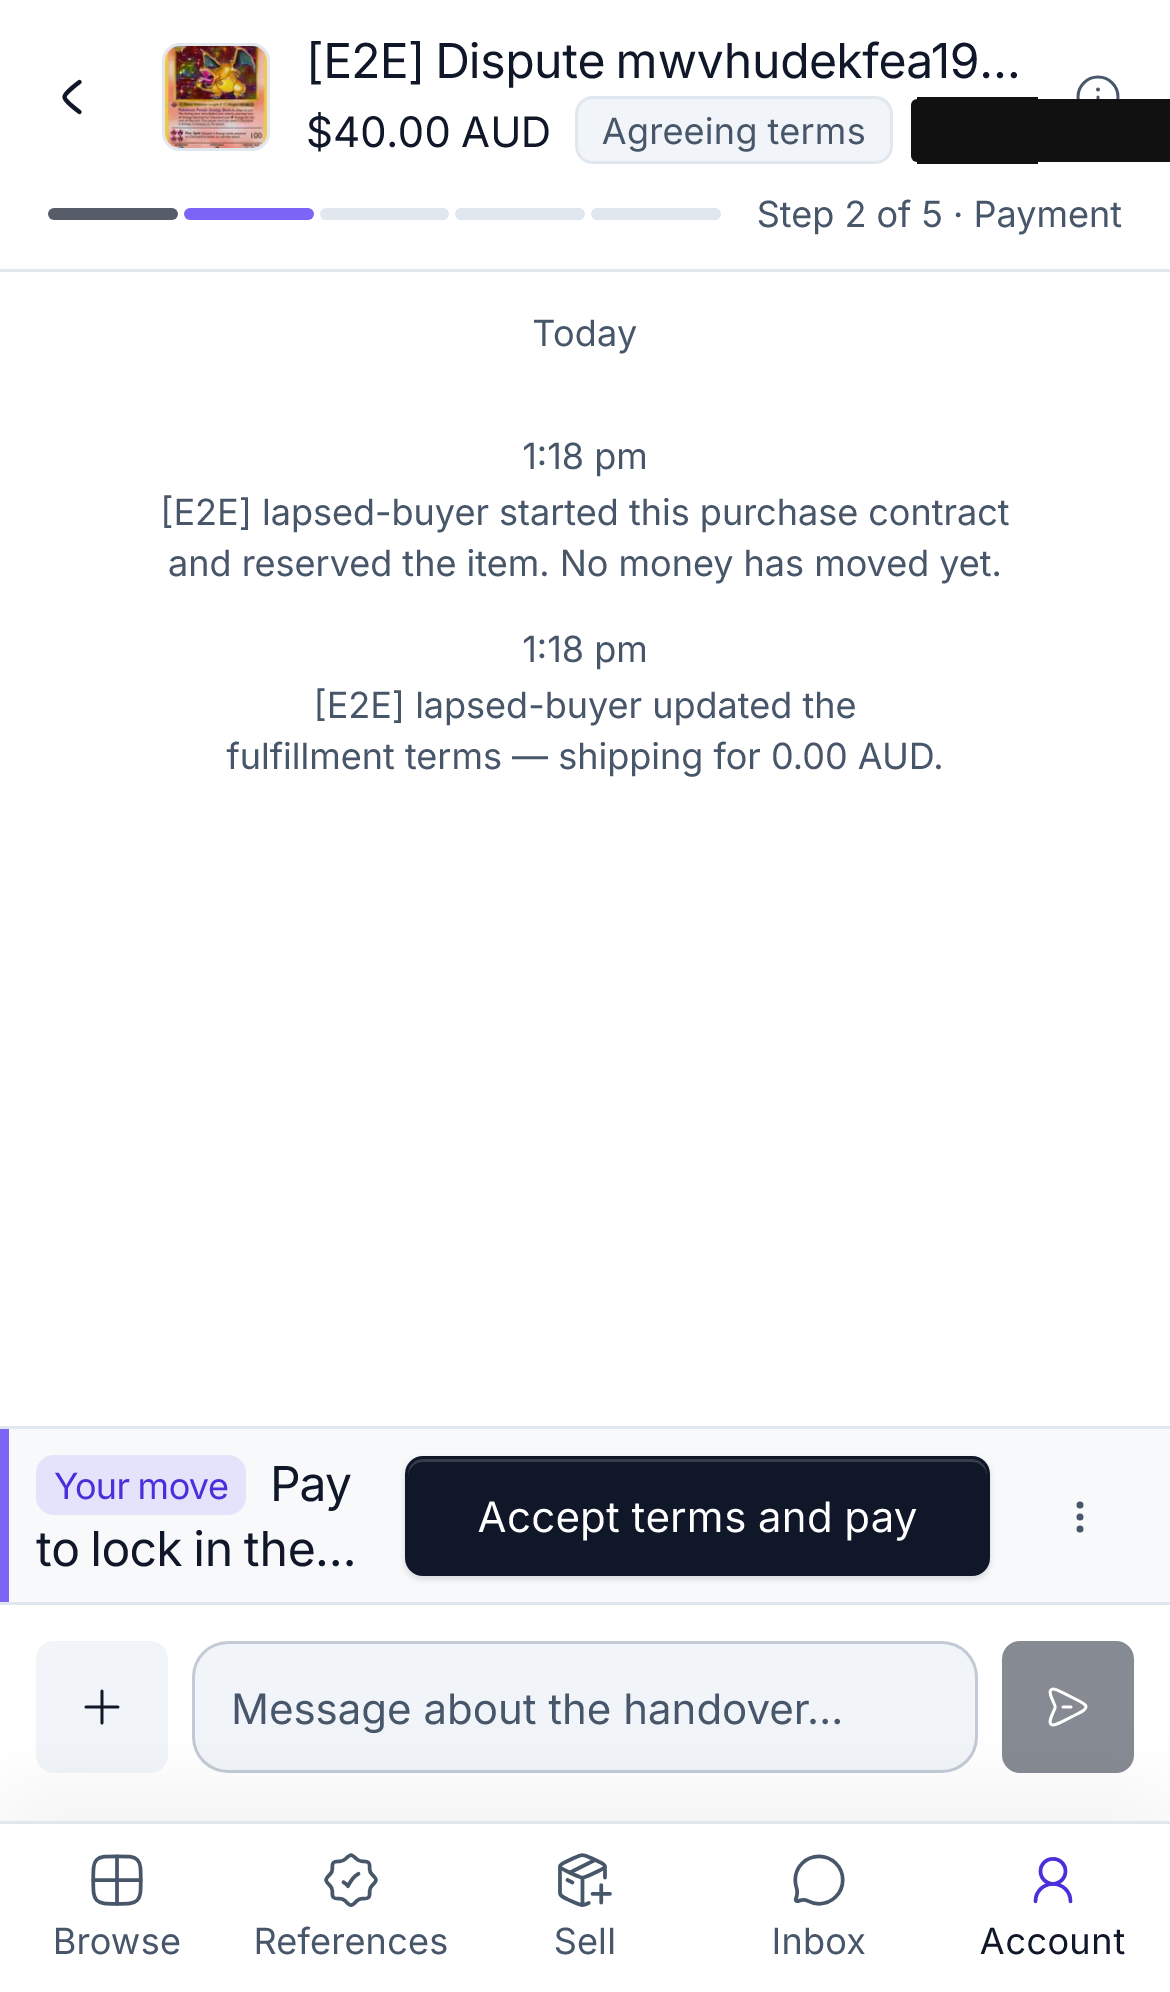 [E2E] Dispute mwvhudekfea19...
$40.00 AUD Agreeing terms
Step 2 of 5 · Payment
Today
1:18 pm
[E2E] lapsed-buyer started this purchase contract
and reserved the item. No money has moved yet.
1:18 pm
[E2E] lapsed-buyer updated the
fulfillment terms — shipping for 0.00 AUD.
Your move Pay
to lock in the...
Accept terms and pay
Message about the handover...
Browse
References
Sell
Inbox
Account